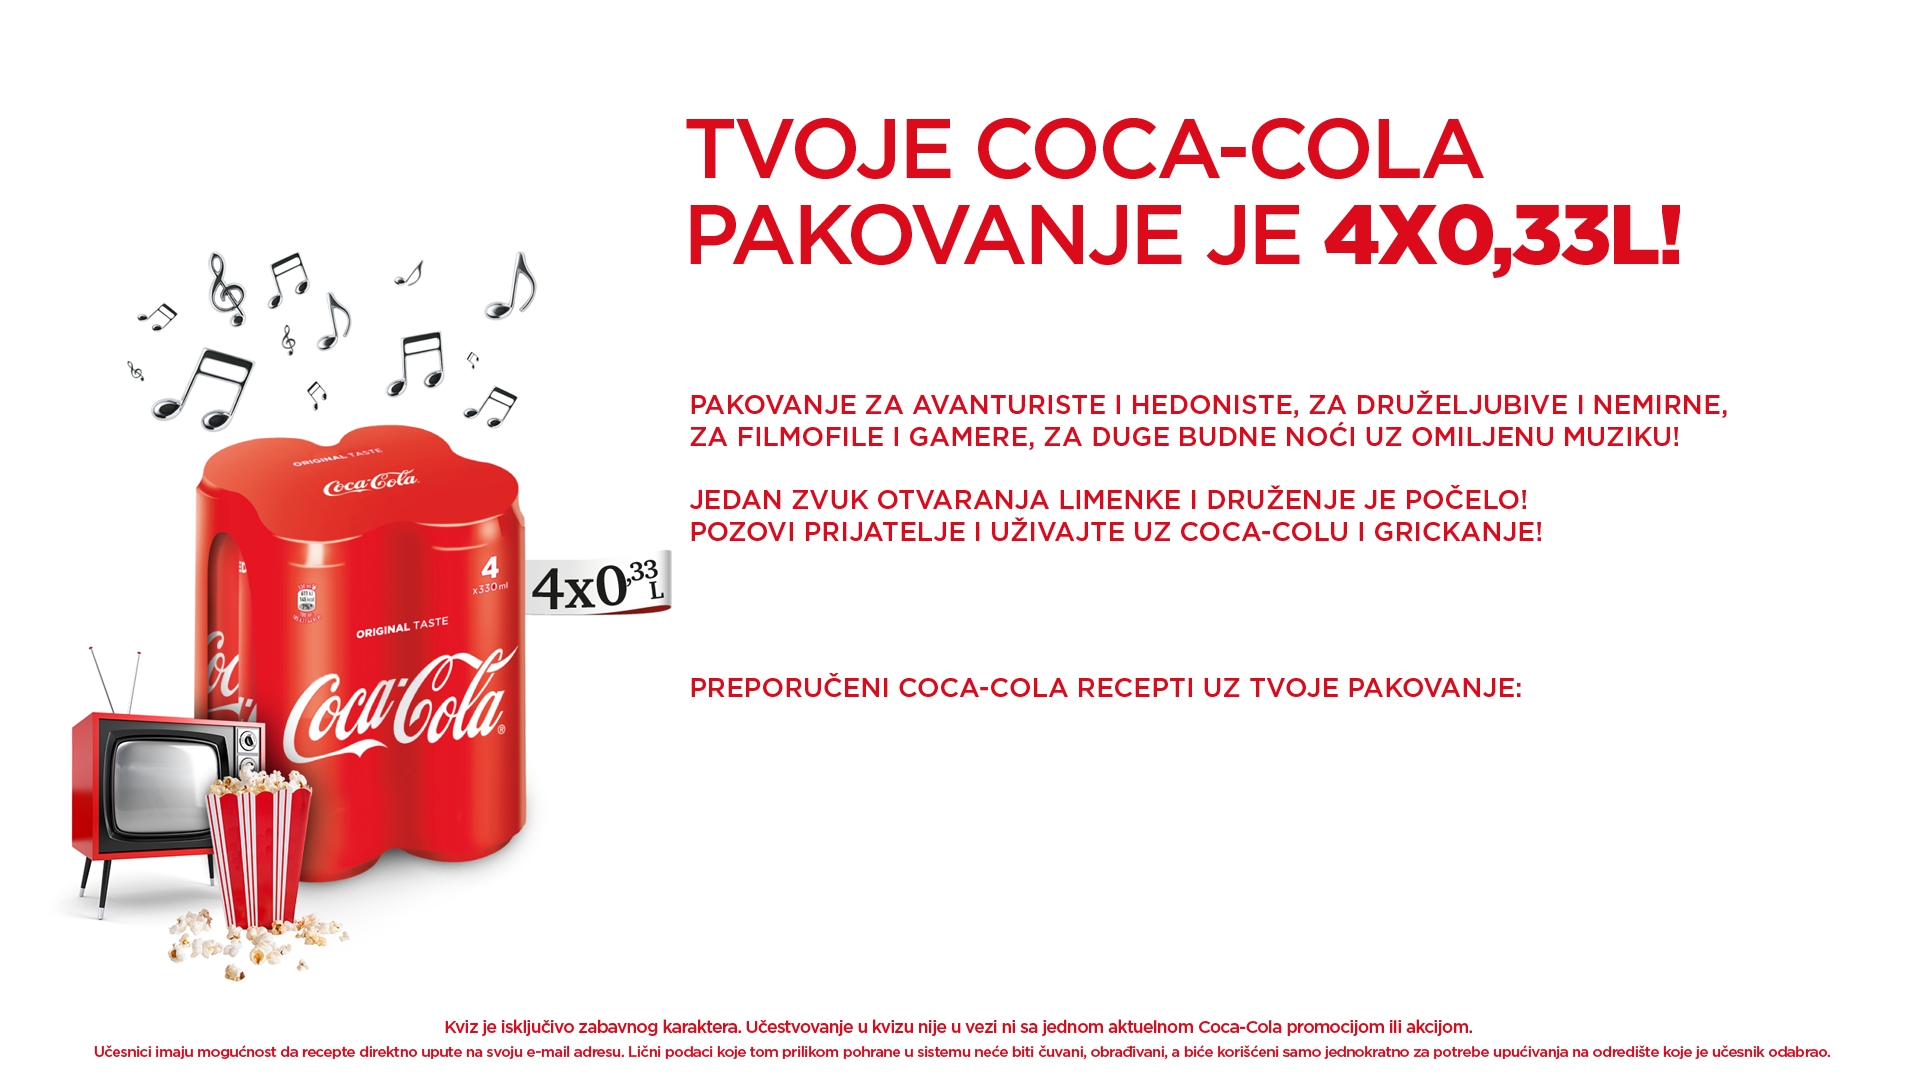 TVOJE COCA-COLA
PAKOVANJE JE 4X0,33L!
PAKOVANJE ZA AVANTURISTE I HEDONISTE, ZA DRUŽELJUBIVE I NEMIRNE,
ZA FILMOFILE I GAMERE, ZA DUGE BUDNE NOĆI UZ OMILJENU MUZIKU!
JEDAN ZVUK OTVARANJA LIMENKE I DRUŽENJE JE POČELO!
POZOVI PRIJATELJE I UŽIVAJTE UZ COCA-COLU I GRICKANJE!
ORIGINAL TASTE
Coca-Cola
4
x330 ml
4x0,33 L
ORIGINAL TASTE
Coca-Cola®
PREPORUČENI COCA-COLA RECEPTI UZ TVOJE PAKOVANJE:
Kviz je isključivo zabavnog karaktera. Učestvovanje u kvizu nije u vezi ni sa jednom aktuelnom Coca-Cola promocijom ili akcijom.
Učesnici imaju mogućnost da recepte direktno upute na svoju e-mail adresu. Lični podaci koje tom prilikom pohrane u sistemu neće biti čuvani, obrađivani, a biće korišćeni samo jednokratno za potrebe upućivanja na odredište koje je učesnik odabrao.